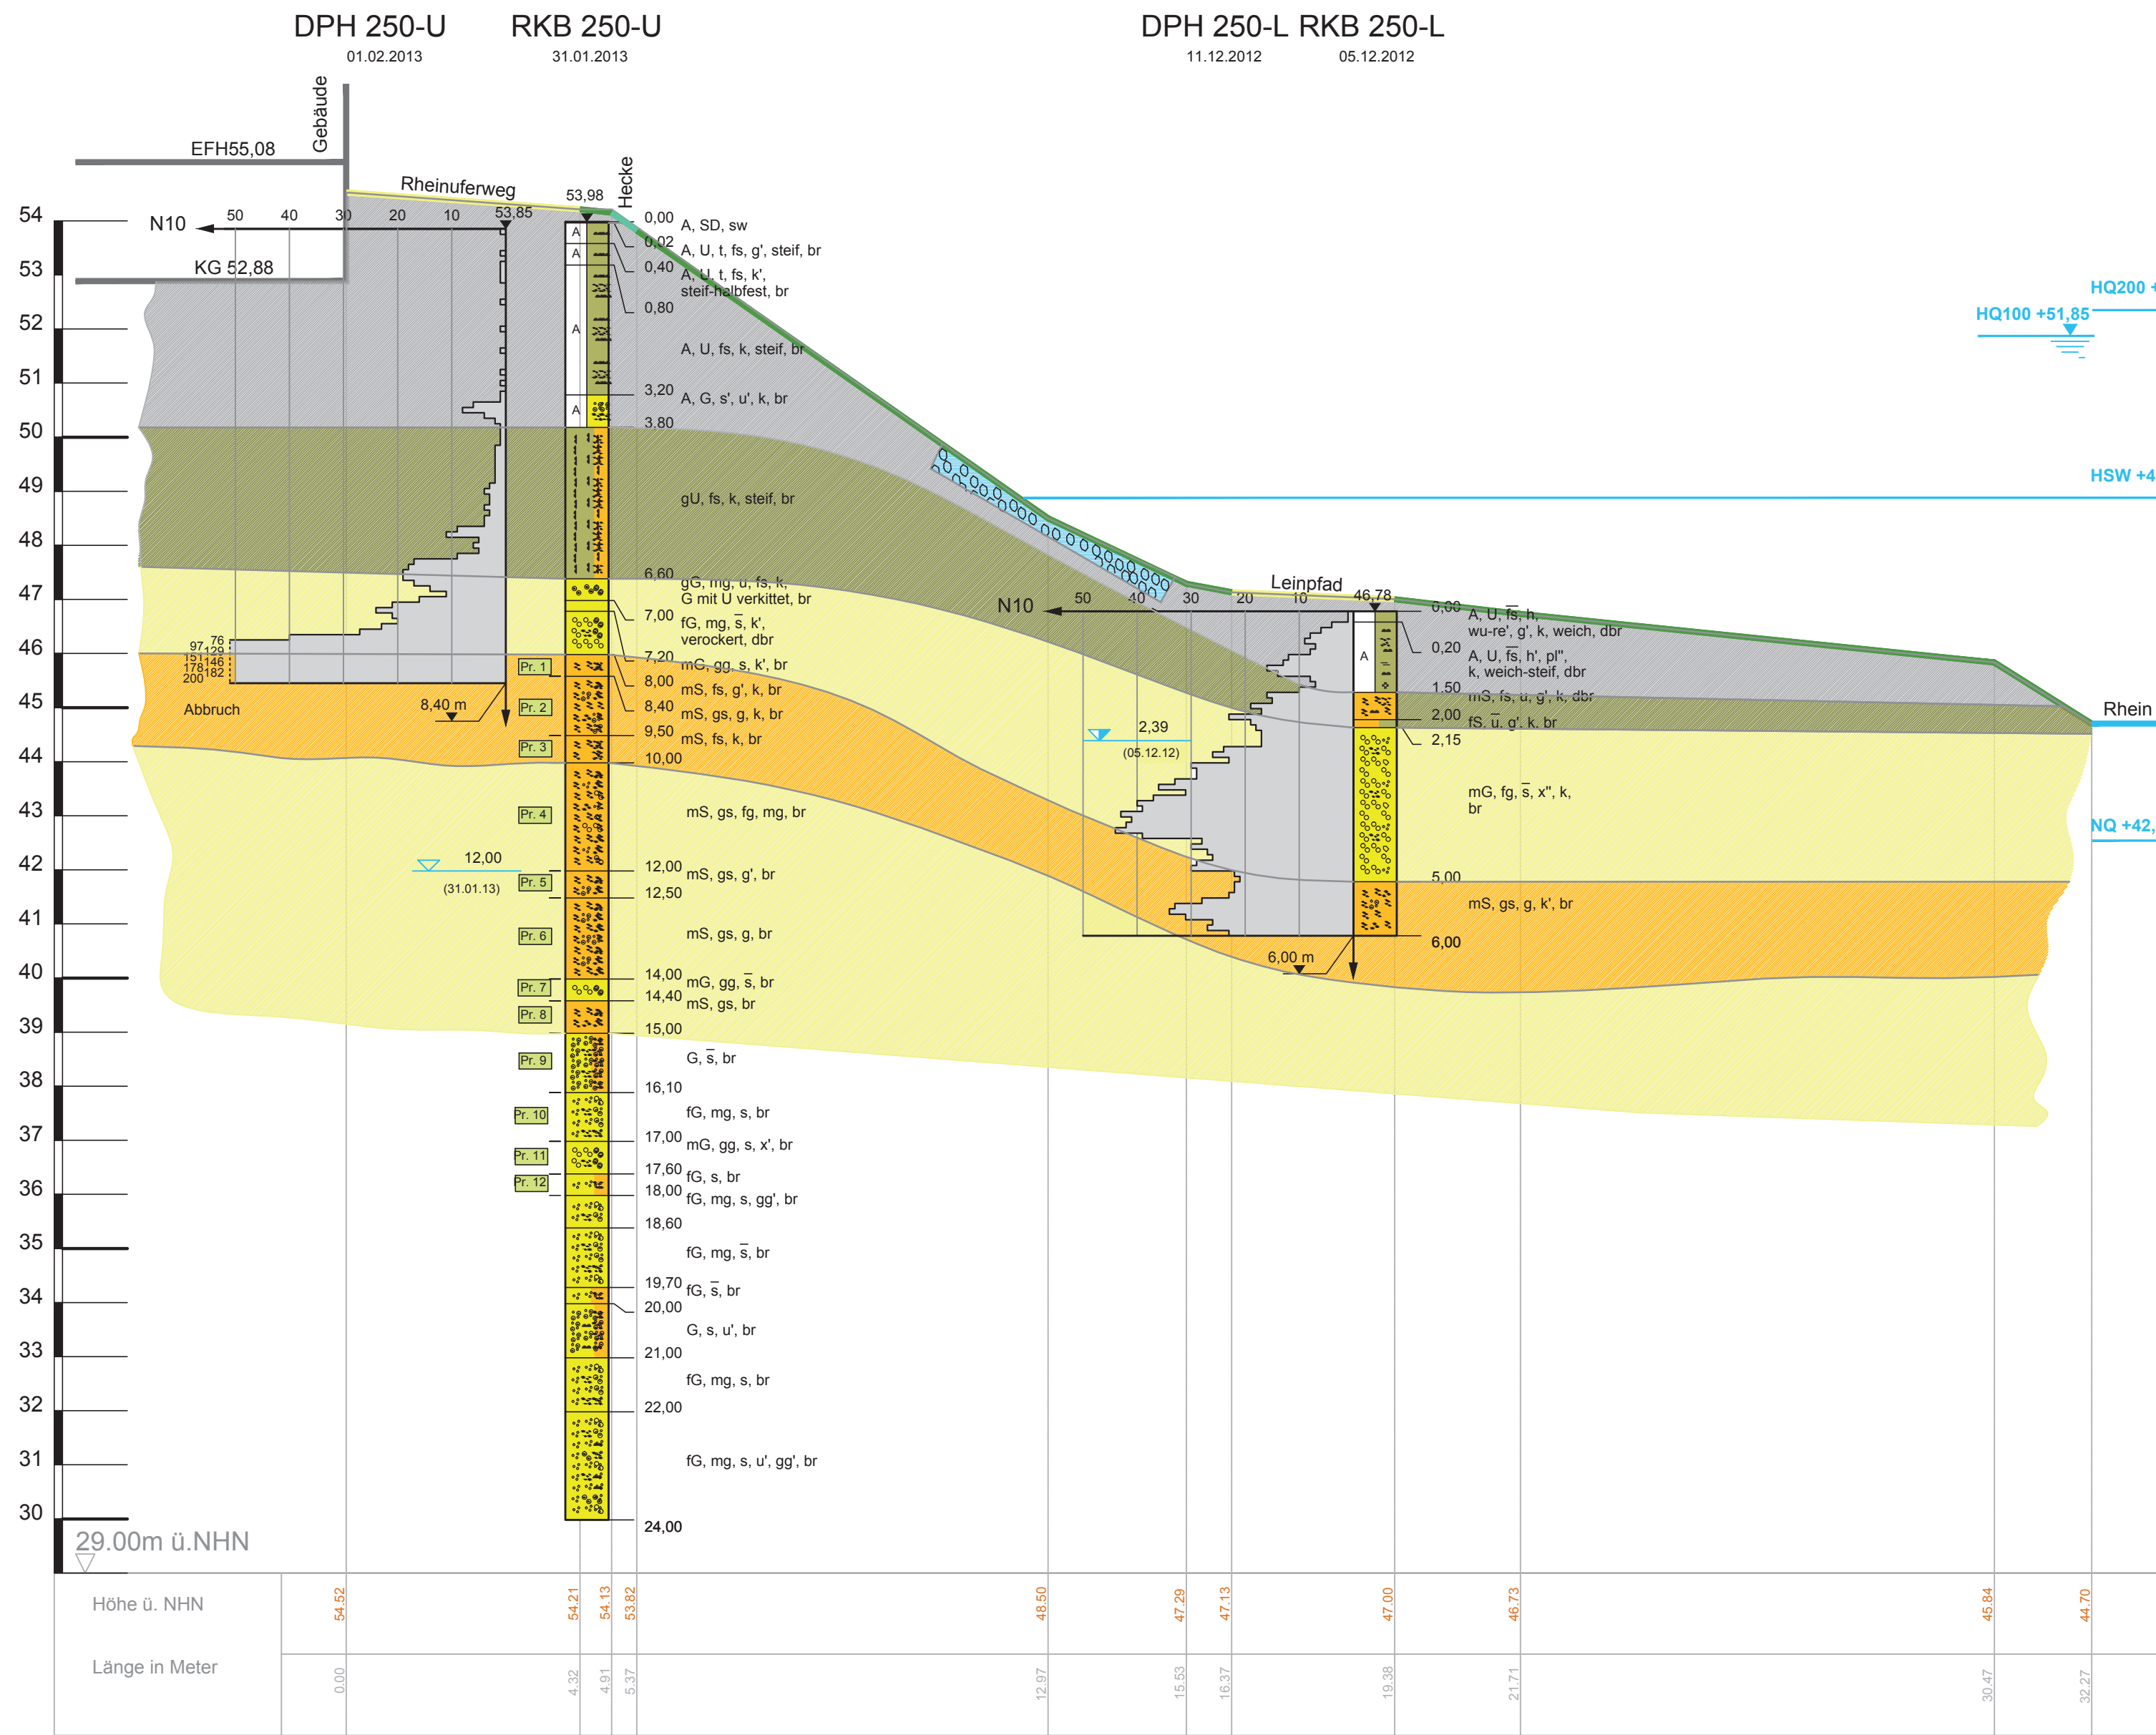 DPH 250-U
RKB 250-U
DPH 250-L RKB 250-L
01.02.2013
31.01.2013
11.12.2012
05.12.2012
Gebäude
EFH55,08
KG 52,88
Rheinuferweg
Hecke
53,98
53,85
N10
50 40 30 20 10
54
53
52
51
50
49
48
47
46
45
44
43
42
41
40
39
38
37
36
35
34
33
32
31
30
29.00m ü.NHN
A
A
A
A
0,00 A, SD, sw
0,02 A, U, t, fs, g', steif, br
0,40 A, U, t, fs, k',
steif-halbfest, br
0,80
A, U, fs, k, steif, br
3,20 A, G, s', u', k, br
3,80
gU, fs, k, steif, br
6,60 gG, mg, u, fs, k,
G mit U verkittet, br
7,00 fG, mg, s̅, k',
verockert, dbr
7,20 mG, gg, s, k', br
8,00 mS, fs, g', k, br
8,40 mS, gs, g, k, br
9,50 mS, fs, k, br
10,00
mS, gs, fg, mg, br
12,00 mS, gs, g', br
12,50
mS, gs, g, br
14,00 mG, gg, s̅, br
14,40 mS, gs, br
15,00
G, s̅, br
16,10
fG, mg, s, br
17,00 mG, gg, s, x', br
17,60 fG, s, br
18,00 fG, mg, s, gg', br
18,60
fG, mg, s̅, br
19,70 fG, s̅, br
20,00
G, s, u', br
21,00
fG, mg, s, br
22,00
fG, mg, s, u', gg', br
24,00
Pr. 1
Pr. 2
Pr. 3
Pr. 4
Pr. 5
Pr. 6
Pr. 7
Pr. 8
Pr. 9
Pr. 10
Pr. 11
Pr. 12
76
97
129
151
146
178
182
200
Abbruch
8,40 m
12,00
(31.01.13)
Leinpfad
46,78
N10
50 40 30 20 10
A
0,00 A, U, f̅s̅, h,
wu-re', g', k, weich, dbr
0,20 A, U, f̅s̅, h', pl'',
k, weich-steif, dbr
1,50 mS, fs, u, g', k, dbr
2,00 fS, u̅, g', k, br
2,15
mG, fg, s̅, x'', k,
br
5,00
mS, gs, g, k', br
6,00
6,00 m
2,39
(05.12.12)
HQ200 +
HQ100 +51,85
HSW +4
Rhein
NQ +42,
Höhe ü. NHN
54.52 54.21 54.13 53.82 48.50 47.29 47.13 47.00 46.73 45.84 44.70
Länge in Meter
0.00 4.32 4.91 5.37 12.97 15.53 16.37 19.38 21.71 30.47 32.27